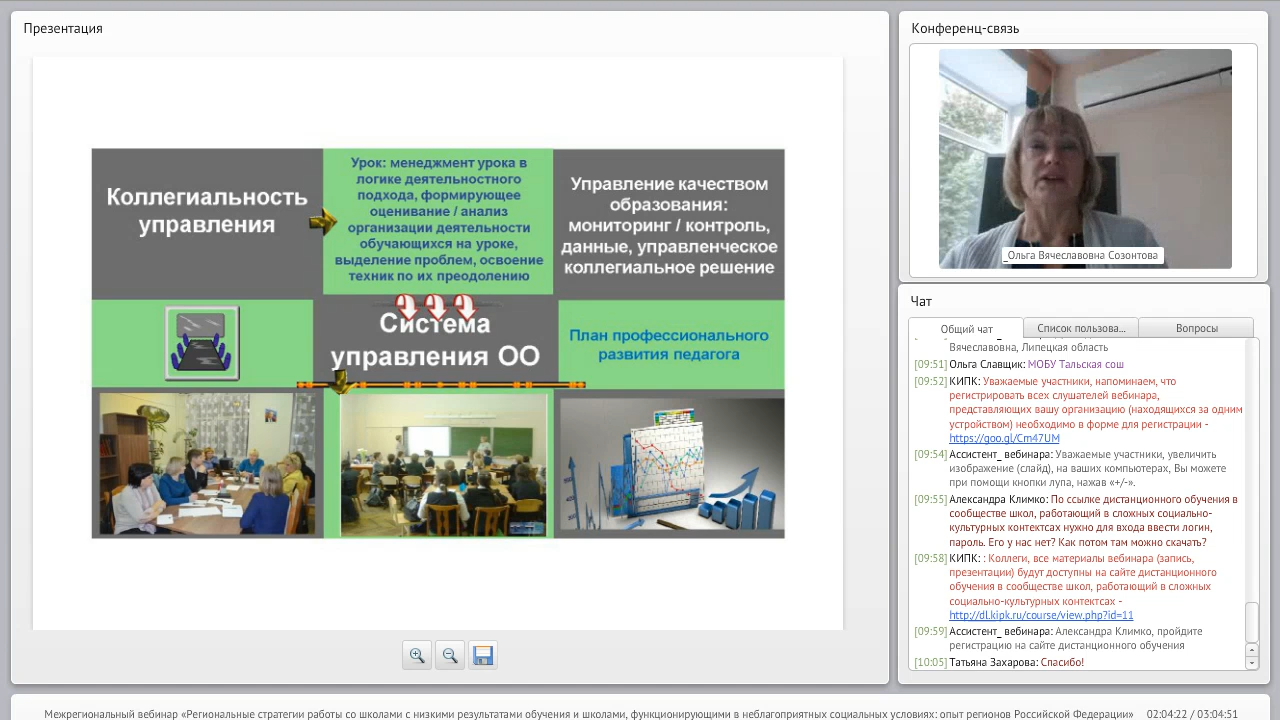 Презентация
Коллегиальность
управления
Урок: менеджмент урока в
логике деятельностного
подхода, формирующее
оценивание / анализ
организации деятельности
обучающихся на уроке,
выделение проблем, освоение
техник по их преодолению
Управление качеством
образования:
мониторинг / контроль,
данные, управленческое
коллегиальное решение
Система
управления ОО
План профессионального
развития педагога
Конференц-связь
_Ольга Вячеславовна Созонтова
Чат
Общий чат
Список пользова...
Вопросы
Вячеславовна, Липецкая область
[09:51] Ольга Славщик: МОБУ Тальская сош
[09:52] КИПК: Уважаемые участники, напоминаем, что
регистрировать всех слушателей вебинара,
представляющих вашу организацию (находящихся за одним
устройством) необходимо в форме для регистрации -
https://goo.gl/Cm47UM
[09:54] Ассистент_ вебинара: Уважаемые участники, увеличить
изображение (слайд), на ваших компьютерах, Вы можете
при помощи кнопки лупа, нажав «+/-».
[09:55] Александра Климко: По ссылке дистанционного обучения в
сообществе школ, работающий в сложных социально-
культурных контектсах нужно для входа ввести логин,
пароль. Его у нас нет? Как потом там можно скачать?
[09:58] КИПК: : Коллеги, все материалы вебинара (запись,
презентации) будут доступны на сайте дистанционного
обучения в сообществе школ, работающий в сложных
социально-культурных контектсах -
http://dl.kipk.ru/course/view.php?id=11
[09:59] Ассистент_ вебинара: Александра Климко, пройдите
регистрацию на сайте дистанционного обучения
[10:05] Татьяна Захарова: Спасибо!
Межрегиональный вебинар «Региональные стратегии работы со школами с низкими результатами обучения и школами, функционирующими в неблагоприятных социальных условиях: опыт регионов Российской Федерации» 02:04:22 / 03:04:51